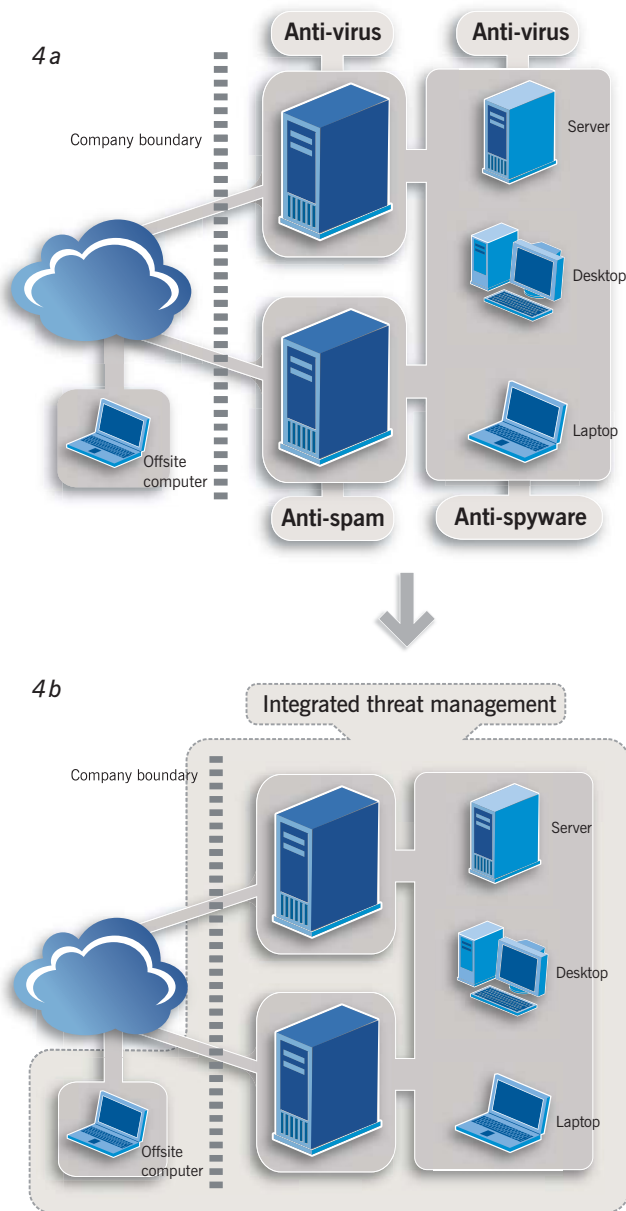 Anti-virus
Anti-virus
4a
Server
Company boundary
Desktop
Laptop
Offsite
computer
Anti-spam
Anti-spyware
4b
Integrated threat management
Company boundary
Server
Desktop
Laptop
Offsite
computer